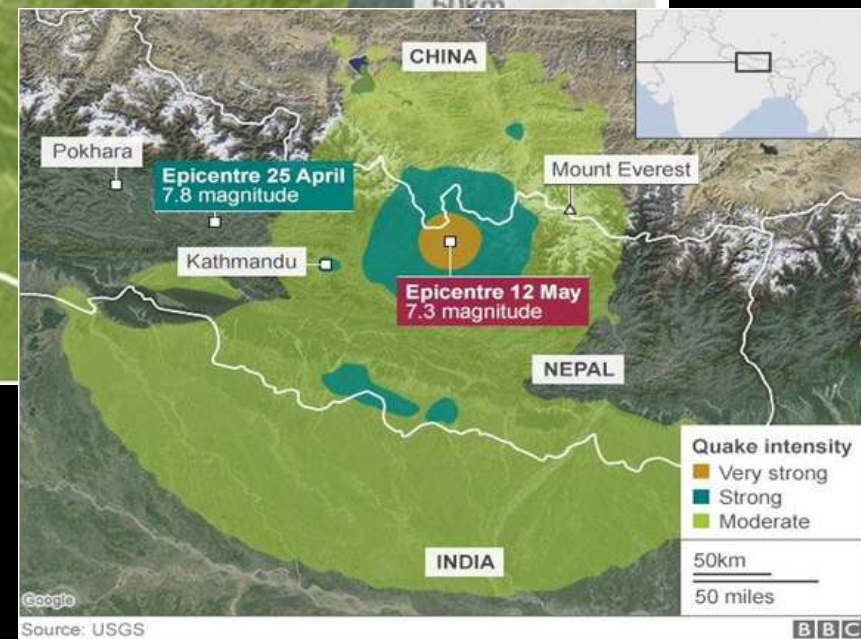 50km
CHINA
Pokhara
Epicentre 25 April
7.8 magnitude
Mount Everest
Kathmandu
Epicentre 12 May
7.3 magnitude
NEPAL
Quake intensity
Very strong
Strong
Moderate
INDIA
50km
50 miles
Google
Source: USGS
BBC